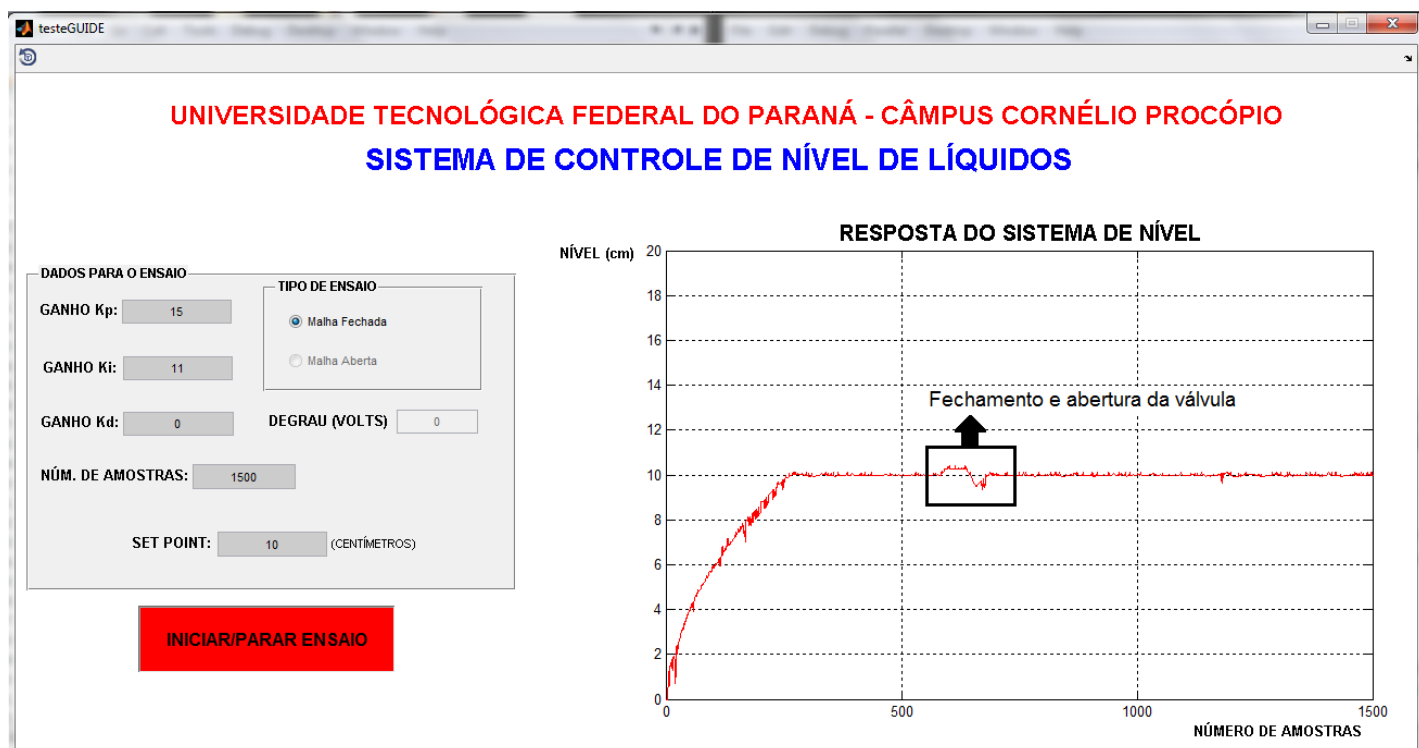 testeGUIDE
UNIVERSIDADE TECNOLÓGICA FEDERAL DO PARANÁ - CÂMPUS CORNÉLIO PROCÓPIO
SISTEMA DE CONTROLE DE NÍVEL DE LÍQUIDOS
DADOS PARA O ENSAIO
GANHO Kp: 15
GANHO Ki: 11
GANHO Kd: 0
NÚM. DE AMOSTRAS: 1500
SET POINT: 10 (CENTÍMETROS)
TIPO DE ENSAIO
Malha Fechada
Malha Aberta
DEGRAU (VOLTS) 0
INICIAR/PARAR ENSAIO
RESPOSTA DO SISTEMA DE NÍVEL
NÍVEL (cm)
20
18
16
14
12
10
8
6
4
2
0
Fechamento e abertura da válvula
0 500 1000 1500
NÚMERO DE AMOSTRAS